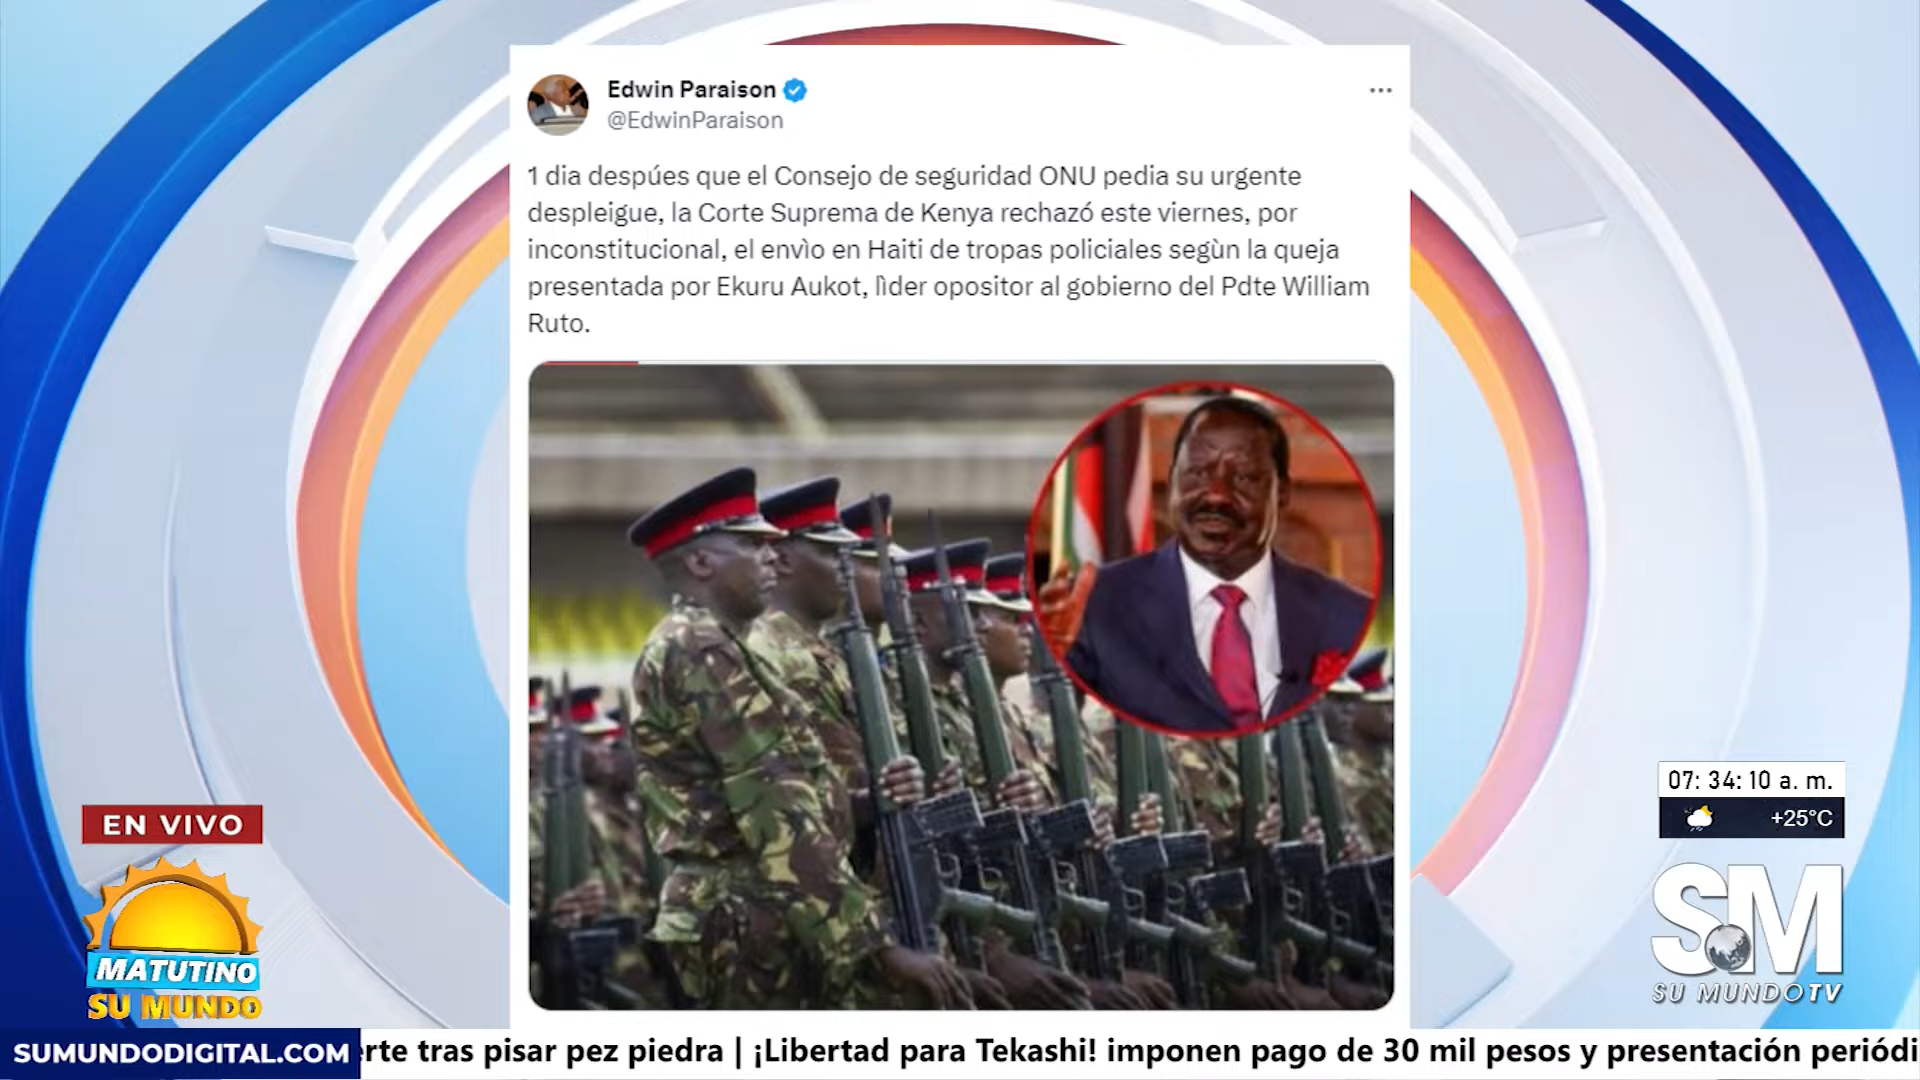 Edwin Paraison
@EdwinParaison
1 dia despúes que el Consejo de seguridad ONU pedia su urgente
despleigue, la Corte Suprema de Kenya rechazó este viernes, por
inconstitucional, el envìo en Haiti de tropas policiales segùn la queja
presentada por Ekuru Aukot, lìder opositor al gobierno del Pdte William
Ruto.
07: 34: 10 a. m.
+25°C
EN VIVO
MATUTINO
SU MUNDO
SM
SU MUNDO TV
SUMUNDODIGITAL.COM
erte tras pisar pez piedra | ¡Libertad para Tekashi! imponen pago de 30 mil pesos y presentación periódi